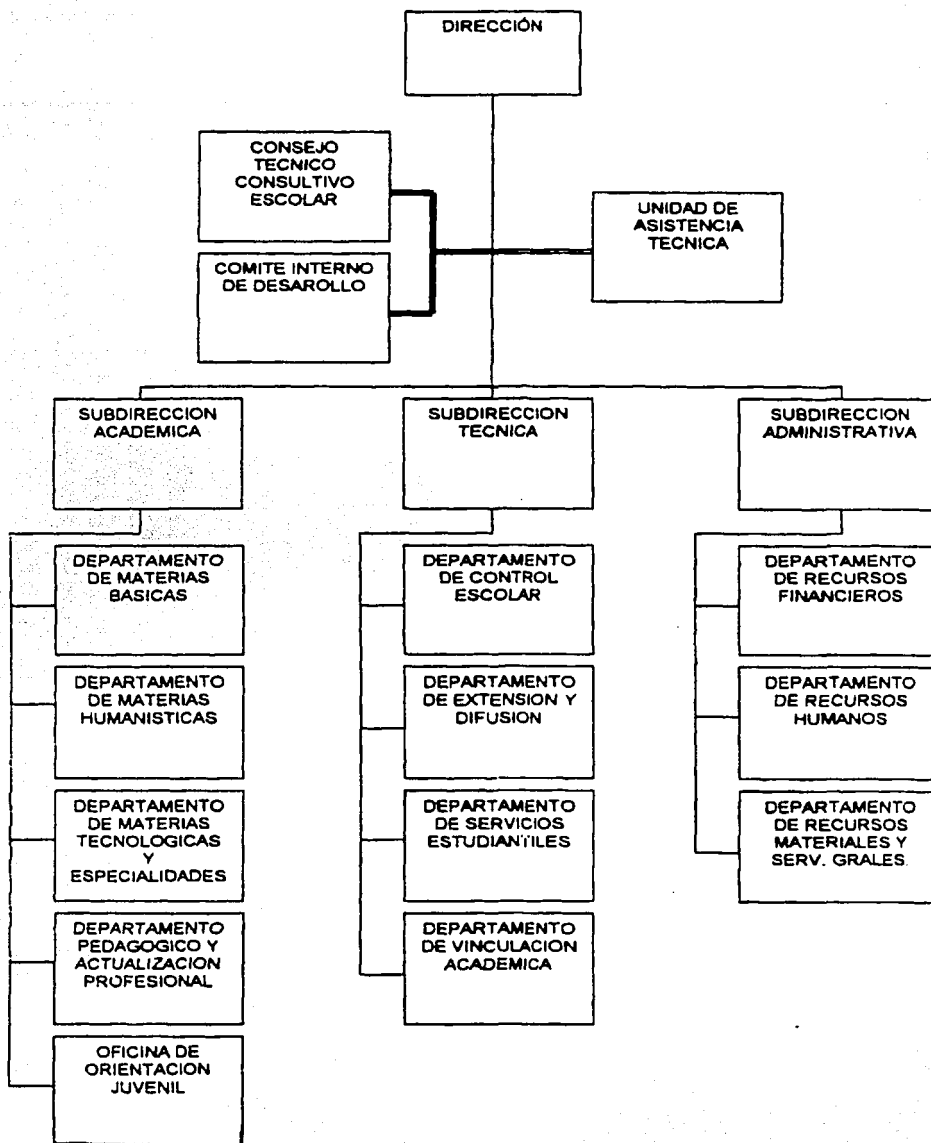 DIRECCIÓN
CONSEJO
TECNICO
CONSULTIVO
ESCOLAR
UNIDAD DE
ASISTENCIA
TECNICA
COMITE INTERNO
DE DESAROLLO
SUBDIRECCION
ACADEMICA
SUBDIRECCION
TECNICA
SUBDIRECCION
ADMINISTRATIVA
DEPARTAMENTO
DE MATERIAS
BASICAS
DEPARTAMENTO
DE MATERIAS
HUMANISTICAS
DEPARTAMENTO
DE MATERIAS
TECNOLOGICAS
Y
ESPECIALIDADES
DEPARTAMENTO
PEDAGOGICO Y
ACTUALIZACION
PROFESIONAL
OFICINA DE
ORIENTACION
JUVENIL
DEPARTAMENTO
DE CONTROL
ESCOLAR
DEPARTAMENTO
DE EXTENSION Y
DIFUSION
DEPARTAMENTO
DE SERVICIOS
ESTUDIANTILES
DEPARTAMENTO
DE VINCULACION
ACADEMICA
DEPARTAMENTO
DE RECURSOS
FINANCIEROS
DEPARTAMENTO
DE RECURSOS
HUMANOS
DEPARTAMENTO
DE RECURSOS
MATERIALES Y
SERV. GRALES.